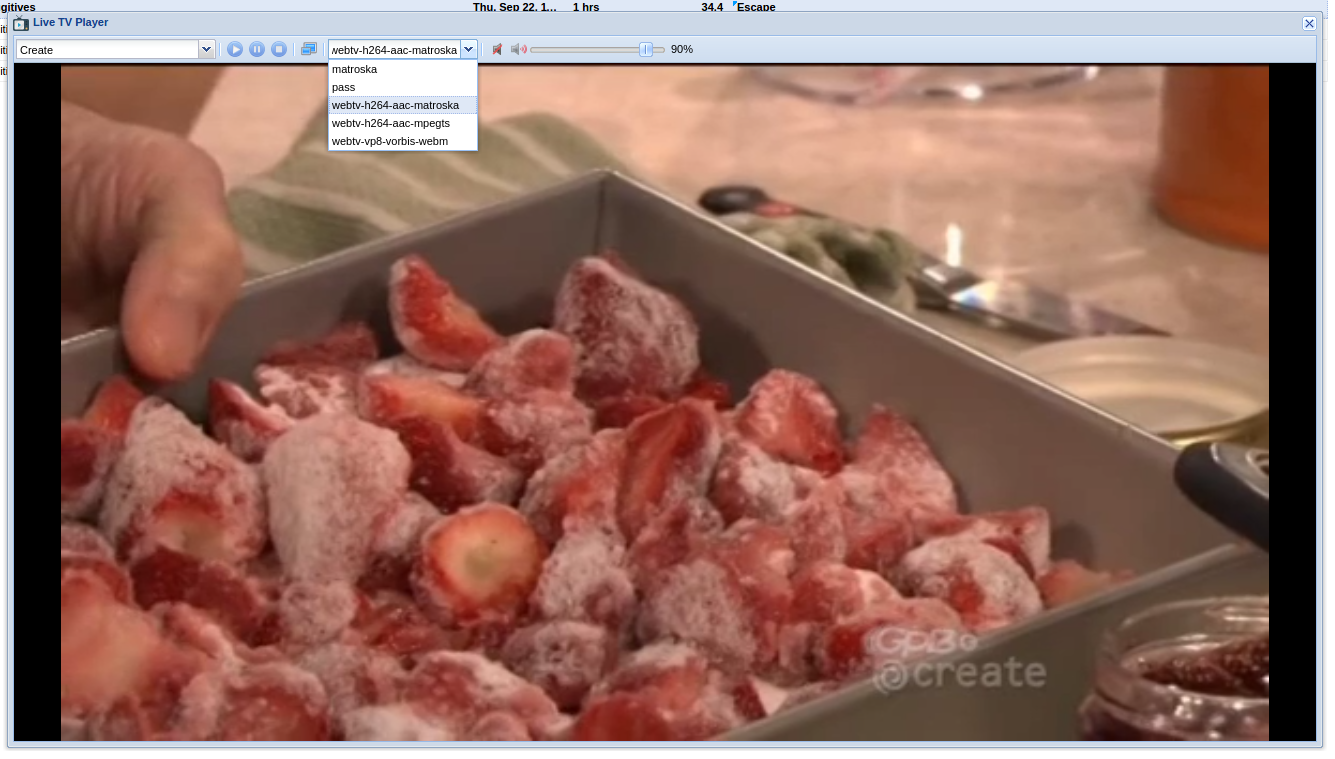 gitives Thu, Sep 22, 1... 1 hrs 34.4 Escape
Live TV Player
Create webtv-h264-aac-matroska 90%
matroska
pass
webtv-h264-aac-matroska
webtv-h264-aac-mpegts
webtv-vp8-vorbis-webm
GPB
create